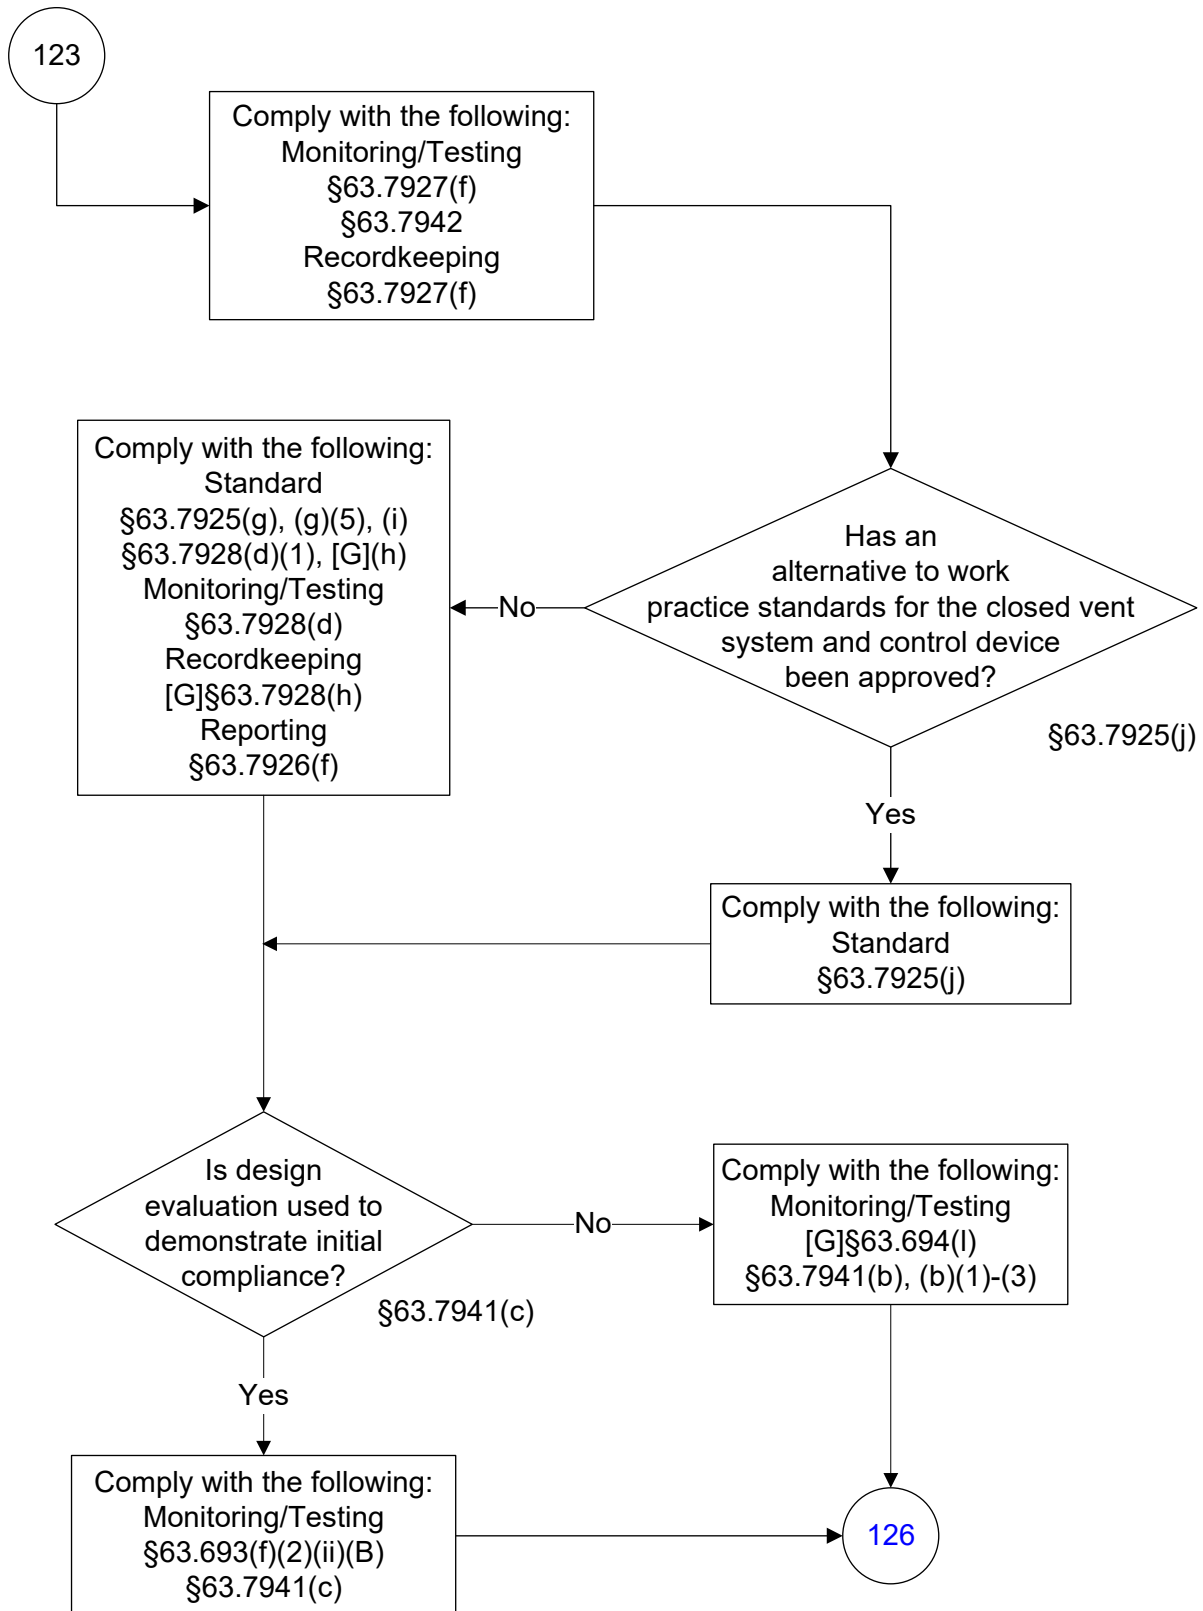 123
Comply with the following:
Monitoring/Testing
§63.7927(f)
§63.7942
Recordkeeping
§63.7927(f)
Has an
alternative to work
practice standards for the closed vent
system and control device
been approved?
§63.7925(j)
No
Comply with the following:
Standard
§63.7925(g), (g)(5), (i)
§63.7928(d)(1), [G](h)
Monitoring/Testing
§63.7928(d)
Recordkeeping
[G]§63.7928(h)
Reporting
§63.7926(f)
Yes
Comply with the following:
Standard
§63.7925(j)
Is design
evaluation used to
demonstrate initial
compliance?
§63.7941(c)
No
Comply with the following:
Monitoring/Testing
[G]§63.694(l)
§63.7941(b), (b)(1)-(3)
Yes
Comply with the following:
Monitoring/Testing
§63.693(f)(2)(ii)(B)
§63.7941(c)
126